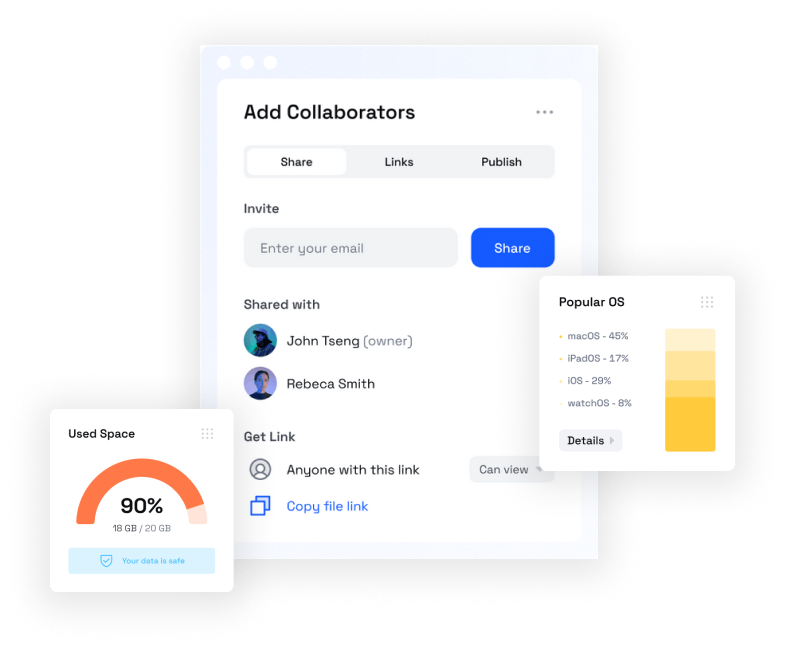 Add Collaborators
Share
Links
Publish
Invite
Enter your email
Share
Shared with
John Tseng (owner)
Rebeca Smith
Get Link
Anyone with this link
Can view
Copy file link
Popular OS
macOS - 45%
iPadOS - 17%
iOS - 29%
watchOS - 8%
Details
Used Space
90%
18 GB / 20 GB
Your data is safe